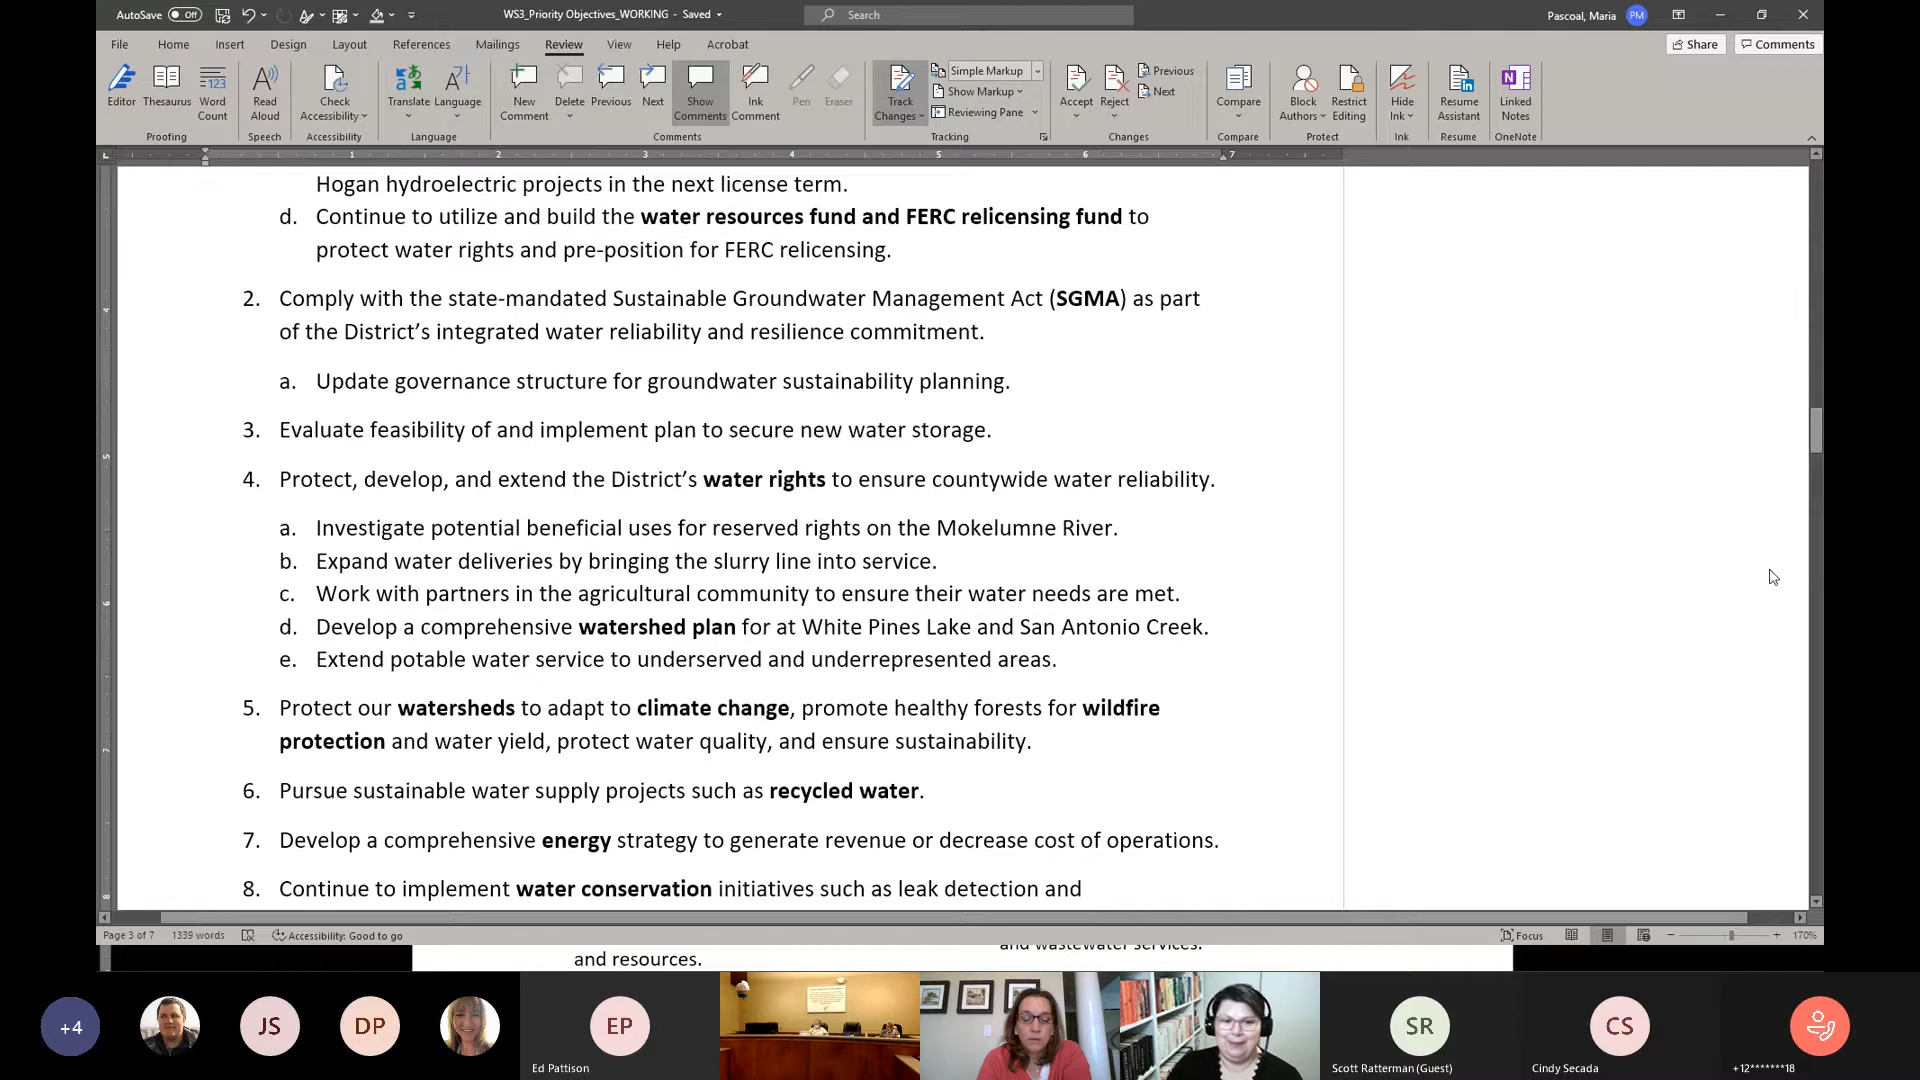 AutoSave Off WS3_Priority Objectives_WORKING - Saved Search Pascoal, Maria PM
File Home Insert Design Layout References Mailings Review View Help Acrobat Share Comments
Editor Thesaurus Word Count Read Aloud Check Accessibility Translate Language New Comment Delete Previous Next Show Comments Ink Comment Pen Eraser Track Changes Simple Markup Show Markup Reviewing Pane Accept Reject Previous Next Compare Block Authors Restrict Editing Hide Ink Resume Assistant Linked Notes
Proofing Speech Accessibility Language Comments Tracking Changes Compare Protect Ink Resume OneNote
1 2 3 4 5 6 7
Hogan hydroelectric projects in the next license term.
d. Continue to utilize and build the water resources fund and FERC relicensing fund to
protect water rights and pre-position for FERC relicensing.
2. Comply with the state-mandated Sustainable Groundwater Management Act (SGMA) as part
of the District’s integrated water reliability and resilience commitment.
a. Update governance structure for groundwater sustainability planning.
3. Evaluate feasibility of and implement plan to secure new water storage.
4. Protect, develop, and extend the District’s water rights to ensure countywide water reliability.
a. Investigate potential beneficial uses for reserved rights on the Mokelumne River.
b. Expand water deliveries by bringing the slurry line into service.
c. Work with partners in the agricultural community to ensure their water needs are met.
d. Develop a comprehensive watershed plan for at White Pines Lake and San Antonio Creek.
e. Extend potable water service to underserved and underrepresented areas.
5. Protect our watersheds to adapt to climate change, promote healthy forests for wildfire
protection and water yield, protect water quality, and ensure sustainability.
6. Pursue sustainable water supply projects such as recycled water.
7. Develop a comprehensive energy strategy to generate revenue or decrease cost of operations.
8. Continue to implement water conservation initiatives such as leak detection and
Page 3 of 7 1339 words Accessibility: Good to go Focus 170%
and wastewater services.
and resources.
+4 JS DP EP SR CS
Ed Pattison Scott Ratterman (Guest) Cindy Secada +12*******18